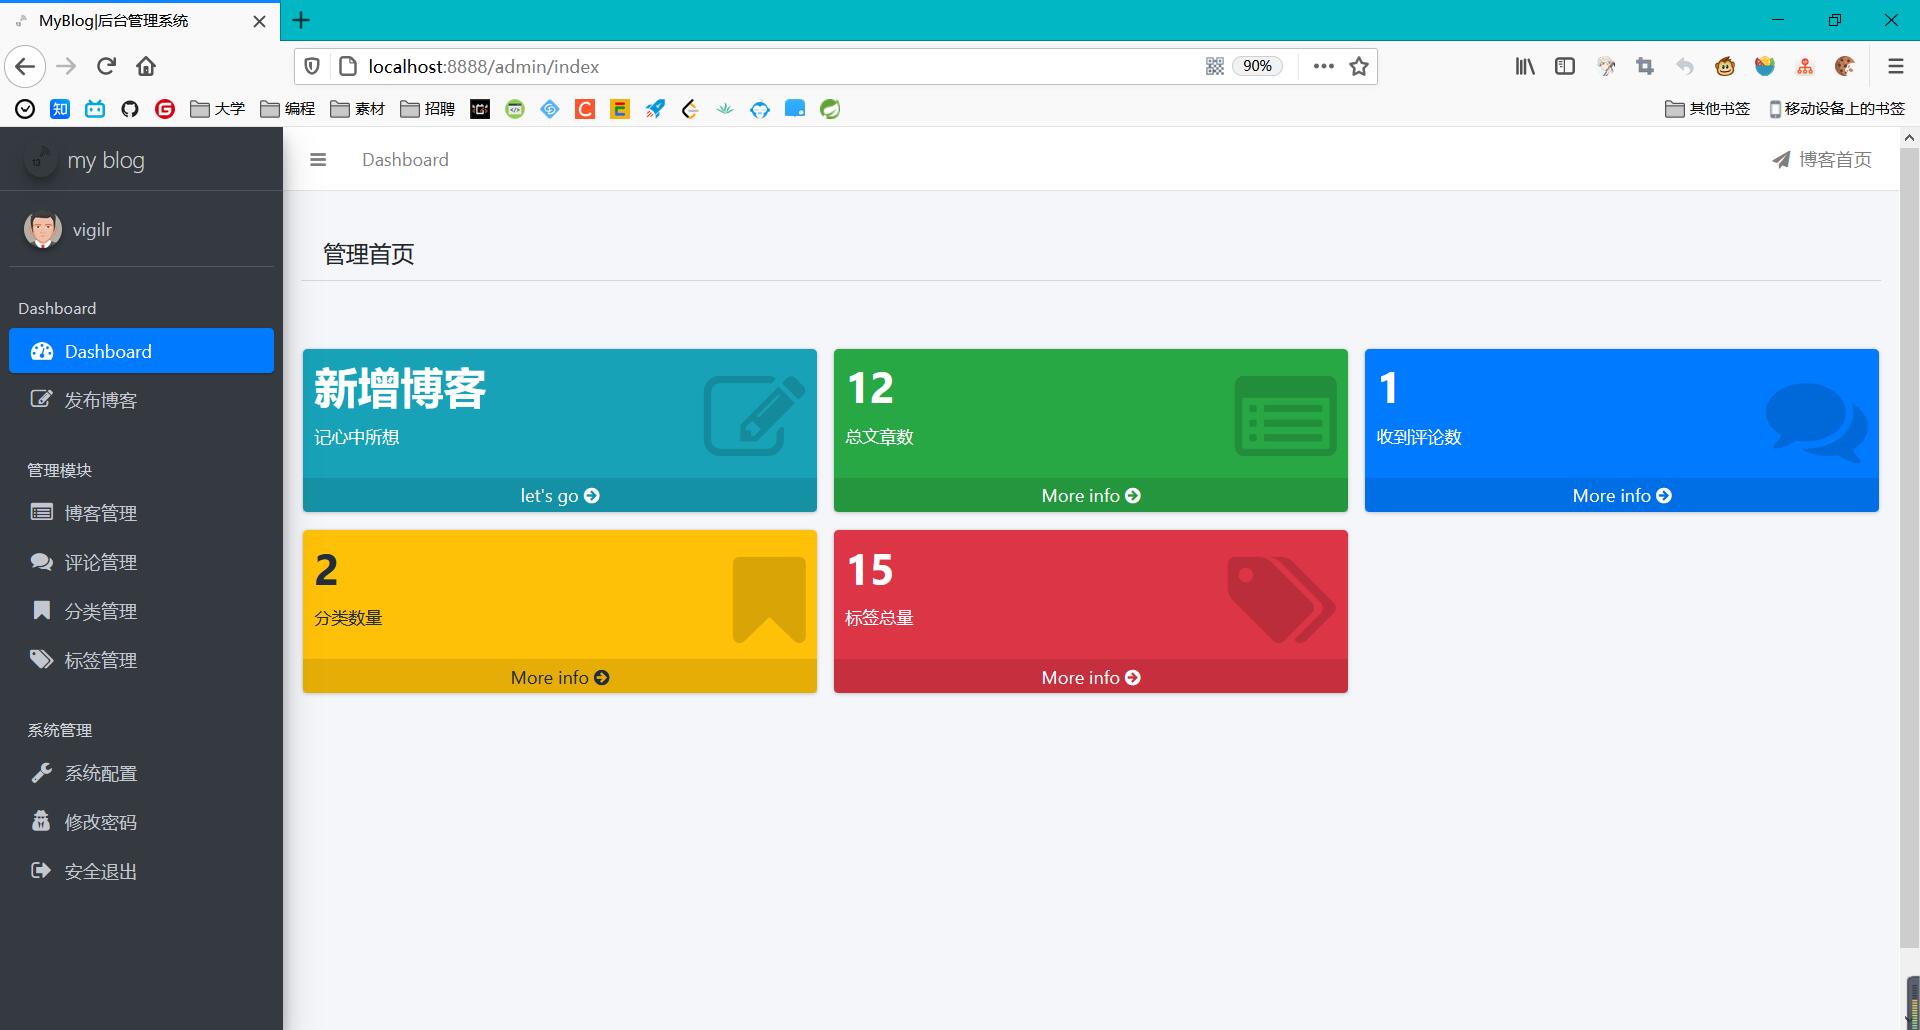 MyBlog|后台管理系统
localhost:8888/admin/index
90%
知
大学
编程
素材
招聘
其他书签
移动设备上的书签
my blog
Dashboard
博客首页
vigilr
管理首页
Dashboard
Dashboard
发布博客
管理模块
博客管理
评论管理
分类管理
标签管理
系统管理
系统配置
修改密码
安全退出
新增博客
记心中所想
let's go
12
总文章数
More info
1
收到评论数
More info
2
分类数量
More info
15
标签总量
More info